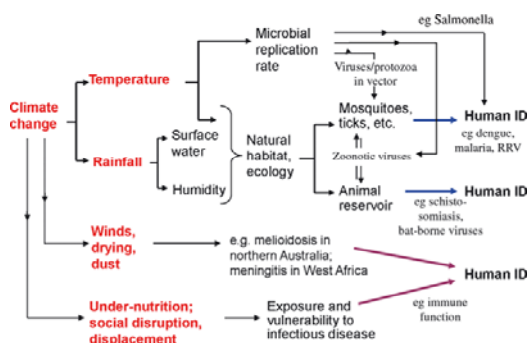 Microbial
replication
rate
eg Salmonella
Temperature
Viruses/protozoa
in vector
Climate
change
Mosquitoes,
ticks, etc.
Human ID
eg dengue,
malaria, RRV
Surface
water
Natural
habitat,
ecology
Rainfall
Zoonotic viruses
Humidity
Animal
reservoir
Human ID
eg schisto-
somiasis,
bat-borne viruses
Winds,
drying,
dust
e.g. melioidosis in
northern Australia;
meningitis in West Africa
Human ID
eg immune
function
Under-nutrition;
social disruption,
displacement
Exposure and
vulnerability to
infectious disease